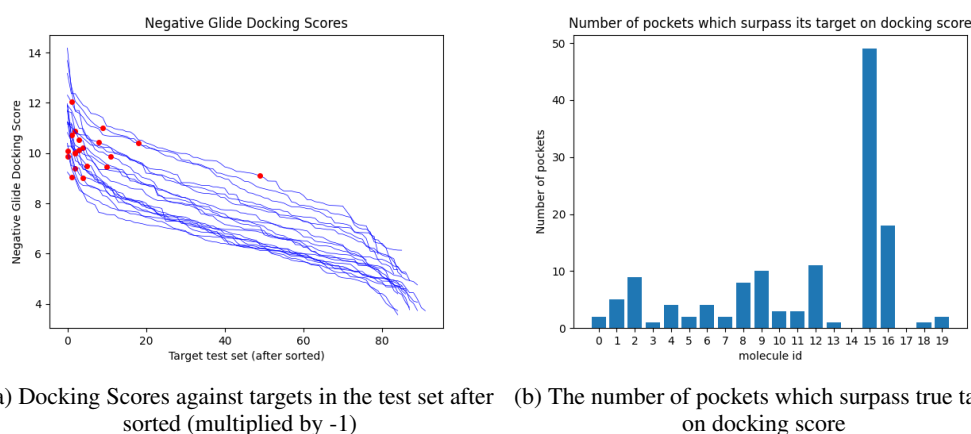 Negative Glide Docking Scores
14
12
10
8
6
4
Negative Glide Docking Score
0 20 40 60 80
Target test set (after sorted)
) Docking Scores against targets in the test set after
sorted (multiplied by -1)
Number of pockets which surpass its target on docking score
50
40
30
20
10
0
Number of pockets
0 1 2 3 4 5 6 7 8 9 10 11 12 13 14 15 16 17 18 19
molecule id
(b) The number of pockets which surpass true ta
on docking score